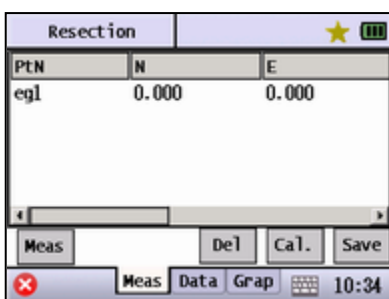 Resection
PtN N E
eg1 0.000 0.000
Meas Del Cal. Save
Meas Data Grap 10:34